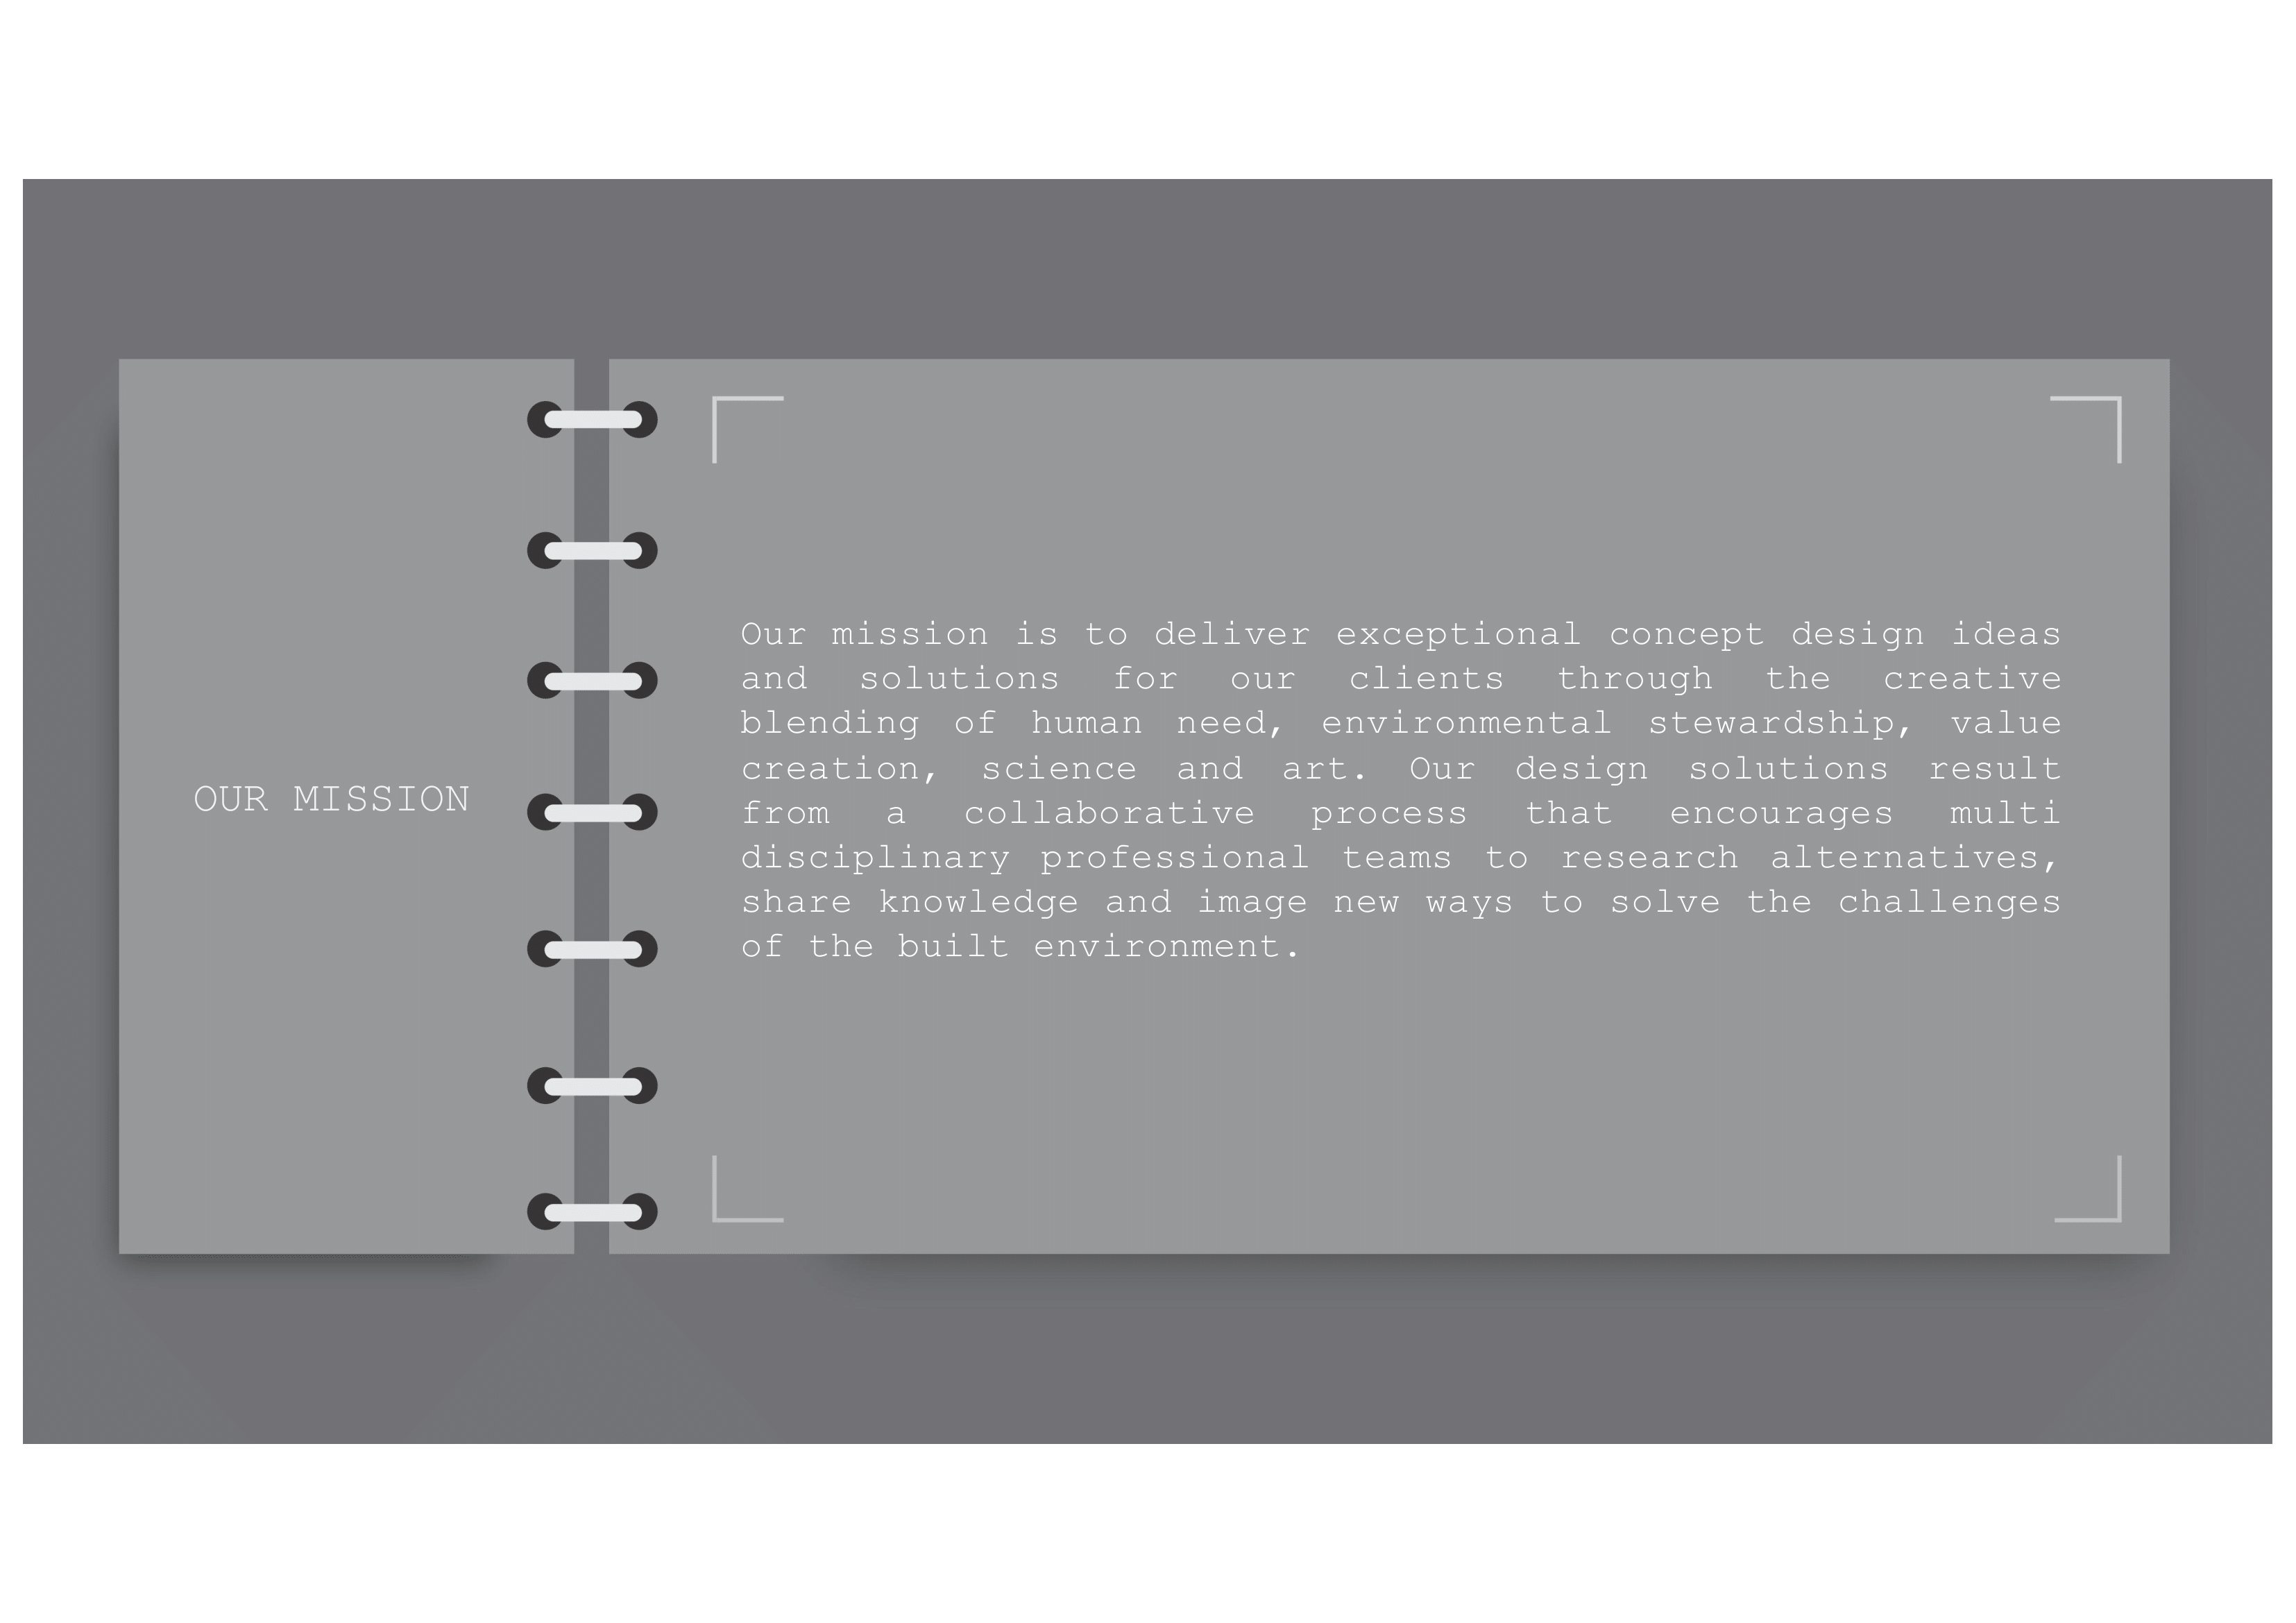 OUR MISSION
Our mission is to deliver exceptional concept design ideas
and solutions for our clients through the creative
blending of human need, environmental stewardship, value
creation, science and art. Our design solutions result
from a collaborative process that encourages multi
disciplinary professional teams to research alternatives,
share knowledge and image new ways to solve the challenges
of the built environment.